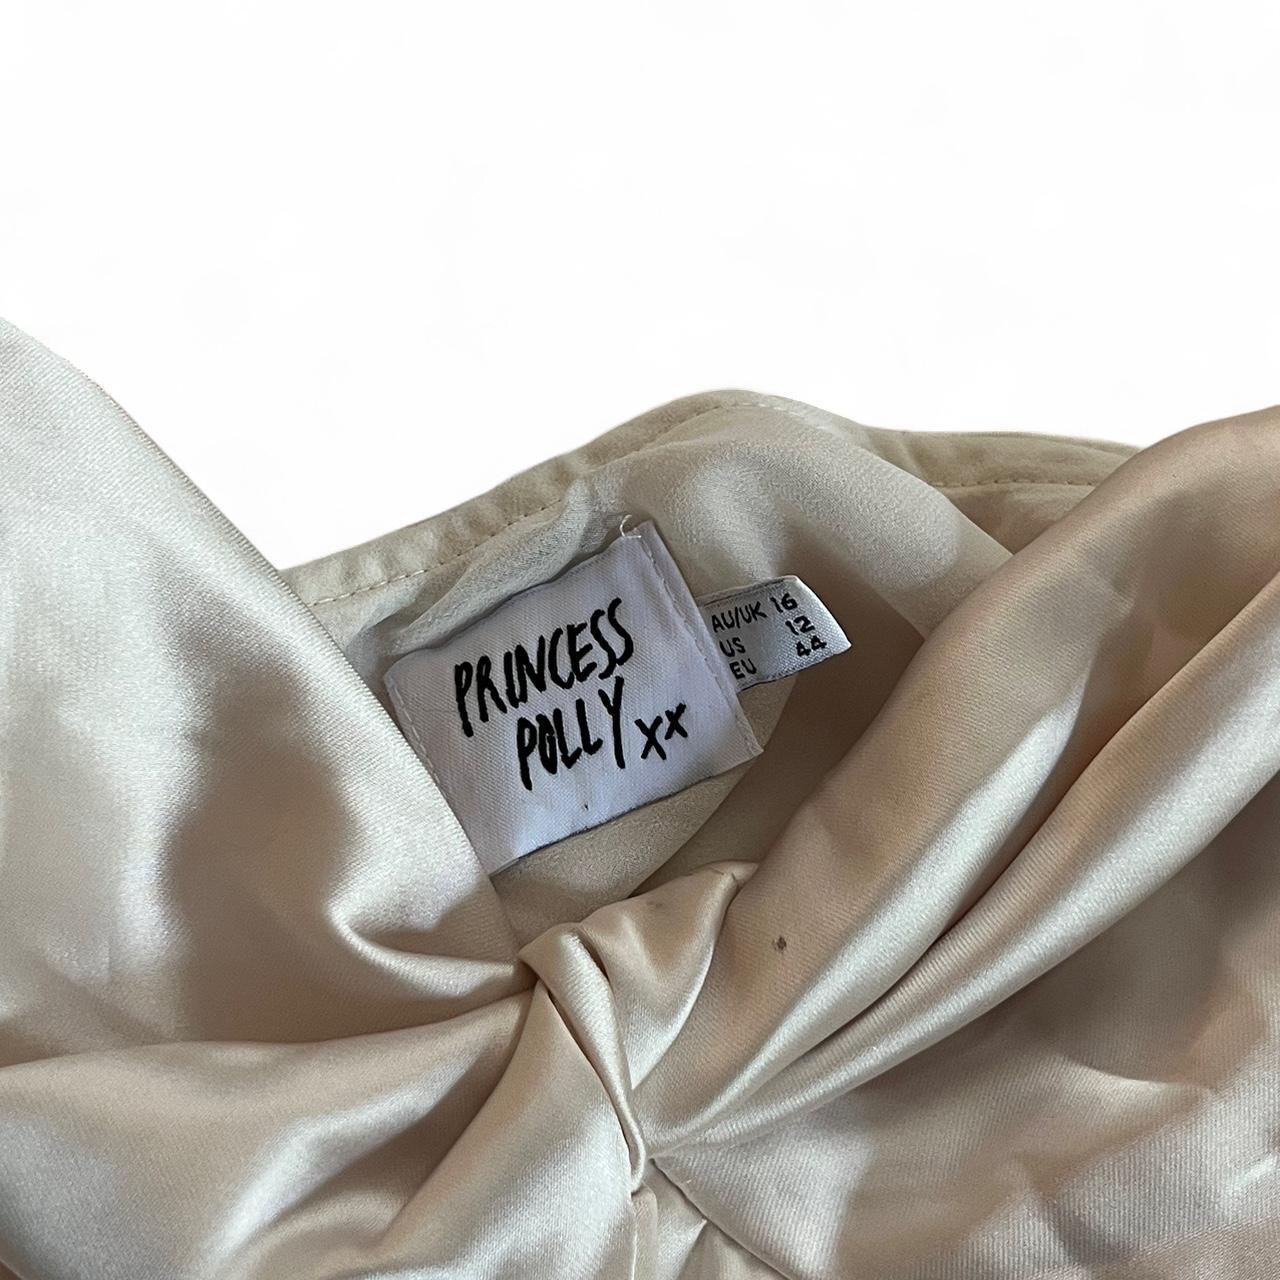 PRINCESS
POLLY xx
AU/UK 16
US 12
EU 44